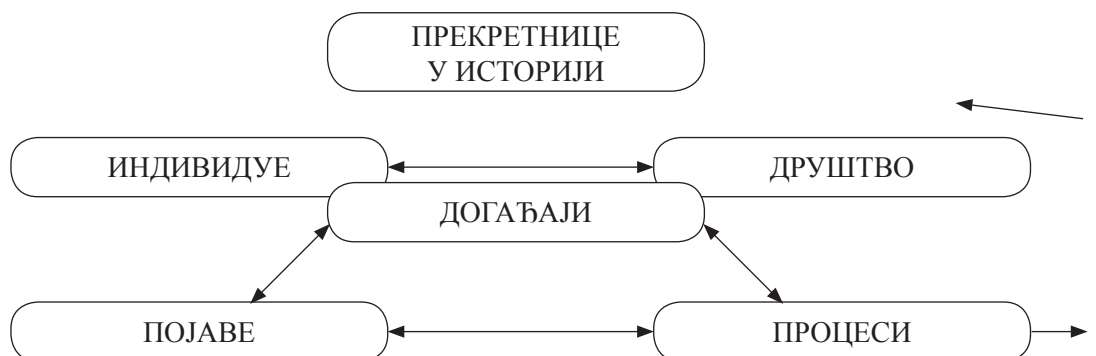 ПРЕКРЕТНИЦЕ
У ИСТОРИЈИ
ИНДИВИДУЕ
ДРУШТВО
ДОГАЂАЈИ
ПОЈАВЕ
ПРОЦЕСИ